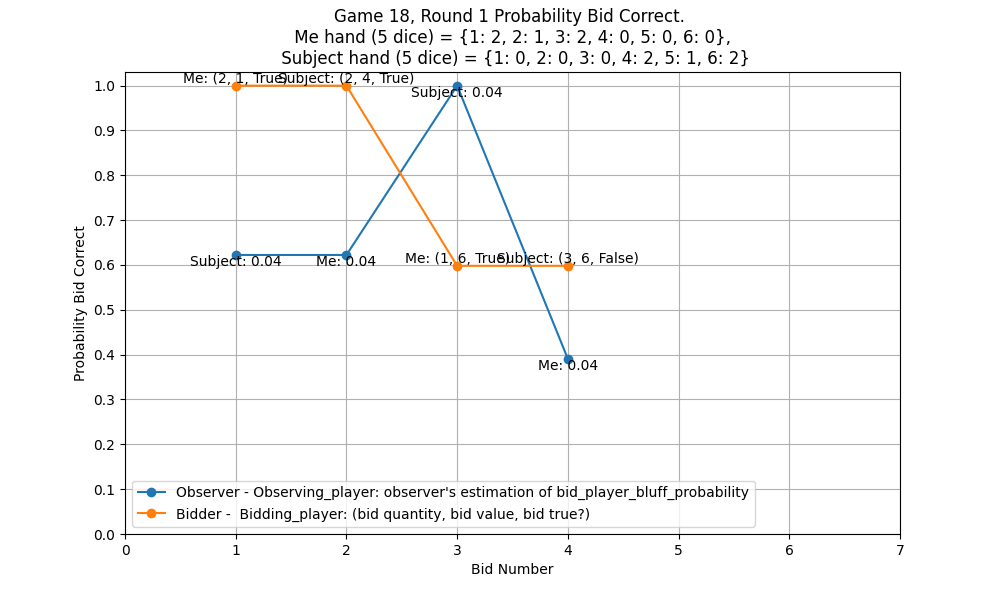 Game 18, Round 1 Probability Bid Correct.
Me hand (5 dice) = {1: 2, 2: 1, 3: 2, 4: 0, 5: 0, 6: 0},
Subject hand (5 dice) = {1: 0, 2: 0, 3: 0, 4: 2, 5: 1, 6: 2}
Me: (2, 1, True)
Subject: (2, 4, True)
Subject: 0.04
Subject: 0.04
Me: 0.04
Me: (1, 6, True)
Subject: (3, 6, False)
Me: 0.04
1.0
0.9
0.8
0.7
0.6
0.5
0.4
0.3
0.2
0.1
0.0
Probability Bid Correct
Observer - Observing_player: observer's estimation of bid_player_bluff_probability
Bidder -  Bidding_player: (bid quantity, bid value, bid true?)
0 1 2 3 4 5 6 7
Bid Number